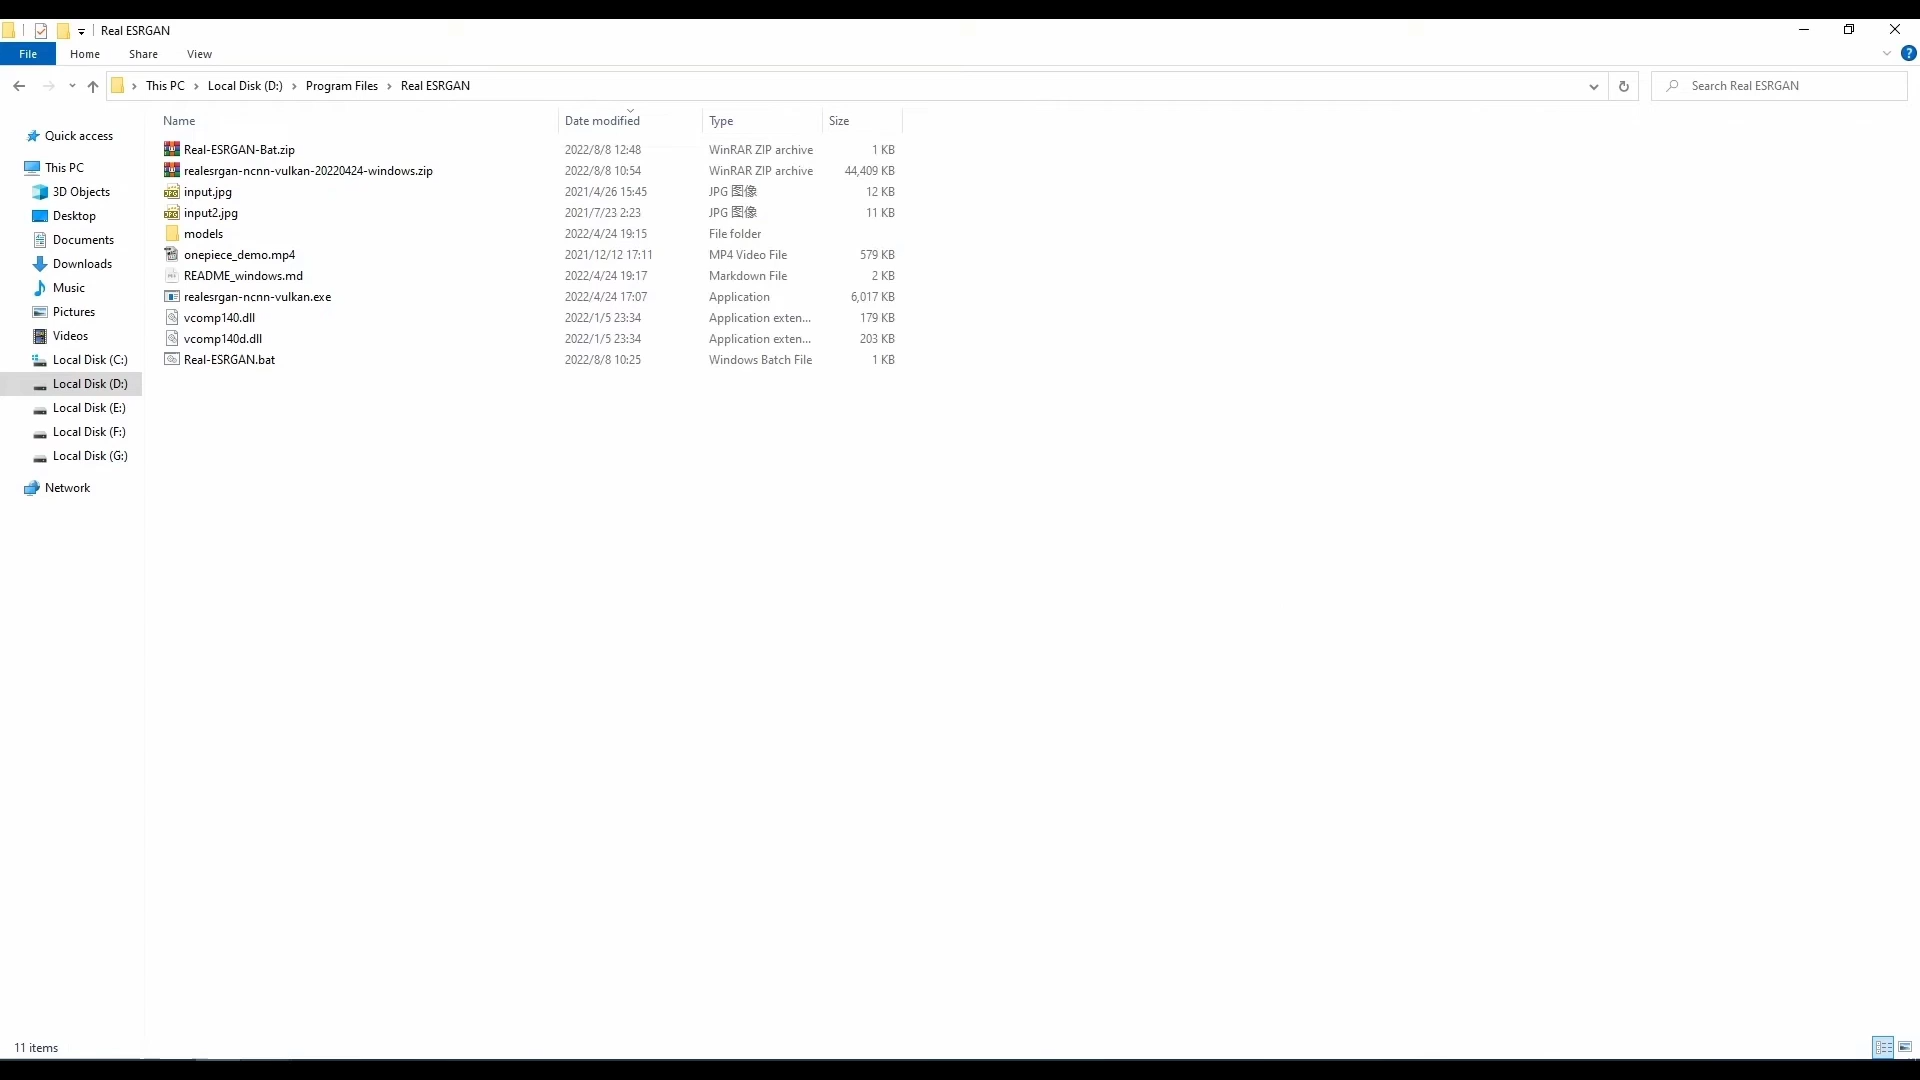 Real ESRGAN
File Home Share View
This PC Local Disk (D:) Program Files Real ESRGAN Search Real ESRGAN
Quick access
This PC
3D Objects
Desktop
Documents
Downloads
Music
Pictures
Videos
Local Disk (C:)
Local Disk (D:)
Local Disk (E:)
Local Disk (F:)
Local Disk (G:)
Network
Name Date modified Type Size
Real-ESRGAN-Bat.zip 2022/8/8 12:48 WinRAR ZIP archive 1 KB
realesrgan-ncnn-vulkan-20220424-windows.zip 2022/8/8 10:54 WinRAR ZIP archive 44,409 KB
input.jpg 2021/4/26 15:45 JPG 图像 12 KB
input2.jpg 2021/7/23 2:23 JPG 图像 11 KB
models 2022/4/24 19:15 File folder
onepiece_demo.mp4 2021/12/12 17:11 MP4 Video File 579 KB
README_windows.md 2022/4/24 19:17 Markdown File 2 KB
realesrgan-ncnn-vulkan.exe 2022/4/24 17:07 Application 6,017 KB
vcomp140.dll 2022/1/5 23:34 Application exten... 179 KB
vcomp140d.dll 2022/1/5 23:34 Application exten... 203 KB
Real-ESRGAN.bat 2022/8/8 10:25 Windows Batch File 1 KB
11 items